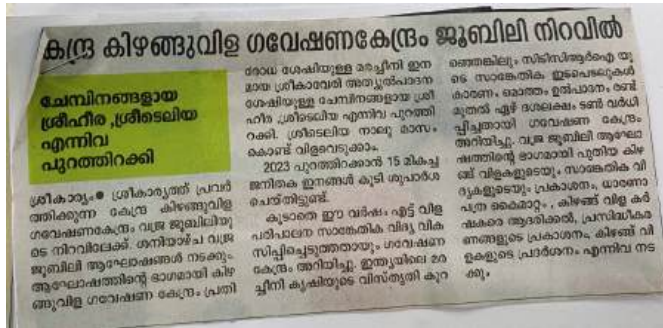 കേന്ദ്ര കിഴങ്ങുവിള ഗവേഷണകേന്ദ്രം ജൂബിലി നിറവിൽ
ചേമ്പിനങ്ങളായ
ശ്രീഹീര ,ശ്രീടെലിയ
എന്നിവ
പുറത്തിറക്കി
ശ്രീകാര്യം● ശ്രീകാര്യത്ത് പ്രവർ
ത്തിക്കുന്ന കേന്ദ്ര കിഴങ്ങുവിള
ഗവേഷണകേന്ദ്രം വജ്ര ജൂബിലിയു
ടെ നിറവിലേക്ക്. ശനിയാഴ്ച വജ്ര
ജൂബിലി ആഘോഷങ്ങൾ നടക്കും.
ആഘോഷത്തിന്റെ ഭാഗമായി കിഴ
ങ്ങുവിള ഗവേഷണ കേന്ദ്രം പ്രതി
രോധ ശേഷിയുള്ള മരച്ചീനി ഇന
മായ ശ്രീകാവേരി അത്യുൽപാദന
ശേഷിയുള്ള ചേമ്പിനങ്ങളായ ശ്രീ
ഹീര ,ശ്രീടെലിയ എന്നിവ പുറത്തി
റക്കി. ശ്രീടെലിയ നാലു മാസം
കൊണ്ട് വിളവെടുക്കാം.
2023 പുറത്തിറക്കാൻ 15 മികച്ച
ജനിതക ഇനങ്ങൾ കൂടി ശുപാർശ
ചെയ്തിട്ടുണ്ട്.
കൂടാതെ ഈ വർഷം എട്ട് വിള
പരിപാലന സാങ്കേതിക വിദ്യ വിക
സിപ്പിച്ചെടുത്തതായും ഗവേഷണ
കേന്ദ്രം അറിയിച്ചു. ഇന്ത്യയിലെ മര
ച്ചീനി കൃഷിയുടെ വിസ്തൃതി കുറ
ഞ്ഞെങ്കിലും സിടിസിആർഐ യു
ടെ സാങ്കേതിക ഇടപെടലുകൾ
കാരണം, മൊത്തം ഉൽപാദനം രണ്ട്
മുതൽ ഏഴ് ദശലക്ഷം ടൺ വർധി
പ്പിച്ചതായി ഗവേഷണ കേന്ദ്രം
അറിയിച്ചു. വജ്ര ജൂബിലി ആഘോ
ഷത്തിന്റെ ഭാഗമായി പുതിയ കിഴ
ങ്ങ് വിളകളുടെയും സാങ്കേതിക വി
ദ്യകളുടെയും പ്രകാശനം, ധാരണാ
പത്ര കൈമാറ്റം , കിഴങ്ങ് വിള കർ
ഷകരെ ആദരിക്കൽ, പ്രസിദ്ധീകര
ണങ്ങളുടെ പ്രകാശനം, കിഴങ്ങ് വി
ളകളുടെ പ്രദർശനം എന്നിവ നട
ക്കും.